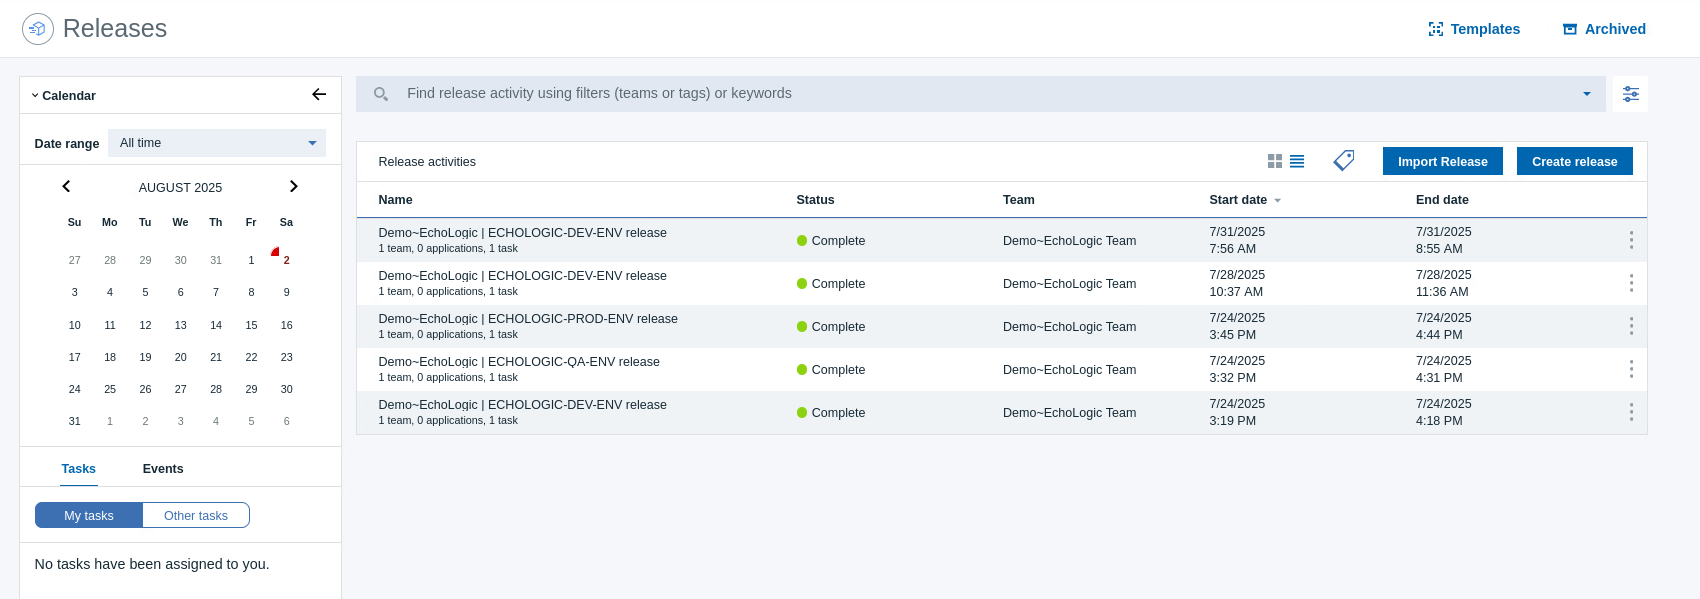 Releases
Templates
Archived
Calendar
Date range
All time
AUGUST 2025
Su Mo Tu We Th Fr Sa
27 28 29 30 31 1 2
3 4 5 6 7 8 9
10 11 12 13 14 15 16
17 18 19 20 21 22 23
24 25 26 27 28 29 30
31 1 2 3 4 5 6
Tasks
Events
My tasks
Other tasks
No tasks have been assigned to you.
Find release activity using filters (teams or tags) or keywords
Release activities
Import Release
Create release
Name Status Team Start date End date
Demo~EchoLogic | ECHOLOGIC-DEV-ENV release
1 team, 0 applications, 1 task
Complete
Demo~EchoLogic Team
7/31/2025
7:56 AM
7/31/2025
8:55 AM
Demo~EchoLogic | ECHOLOGIC-DEV-ENV release
1 team, 0 applications, 1 task
Complete
Demo~EchoLogic Team
7/28/2025
10:37 AM
7/28/2025
11:36 AM
Demo~EchoLogic | ECHOLOGIC-PROD-ENV release
1 team, 0 applications, 1 task
Complete
Demo~EchoLogic Team
7/24/2025
3:45 PM
7/24/2025
4:44 PM
Demo~EchoLogic | ECHOLOGIC-QA-ENV release
1 team, 0 applications, 1 task
Complete
Demo~EchoLogic Team
7/24/2025
3:32 PM
7/24/2025
4:31 PM
Demo~EchoLogic | ECHOLOGIC-DEV-ENV release
1 team, 0 applications, 1 task
Complete
Demo~EchoLogic Team
7/24/2025
3:19 PM
7/24/2025
4:18 PM